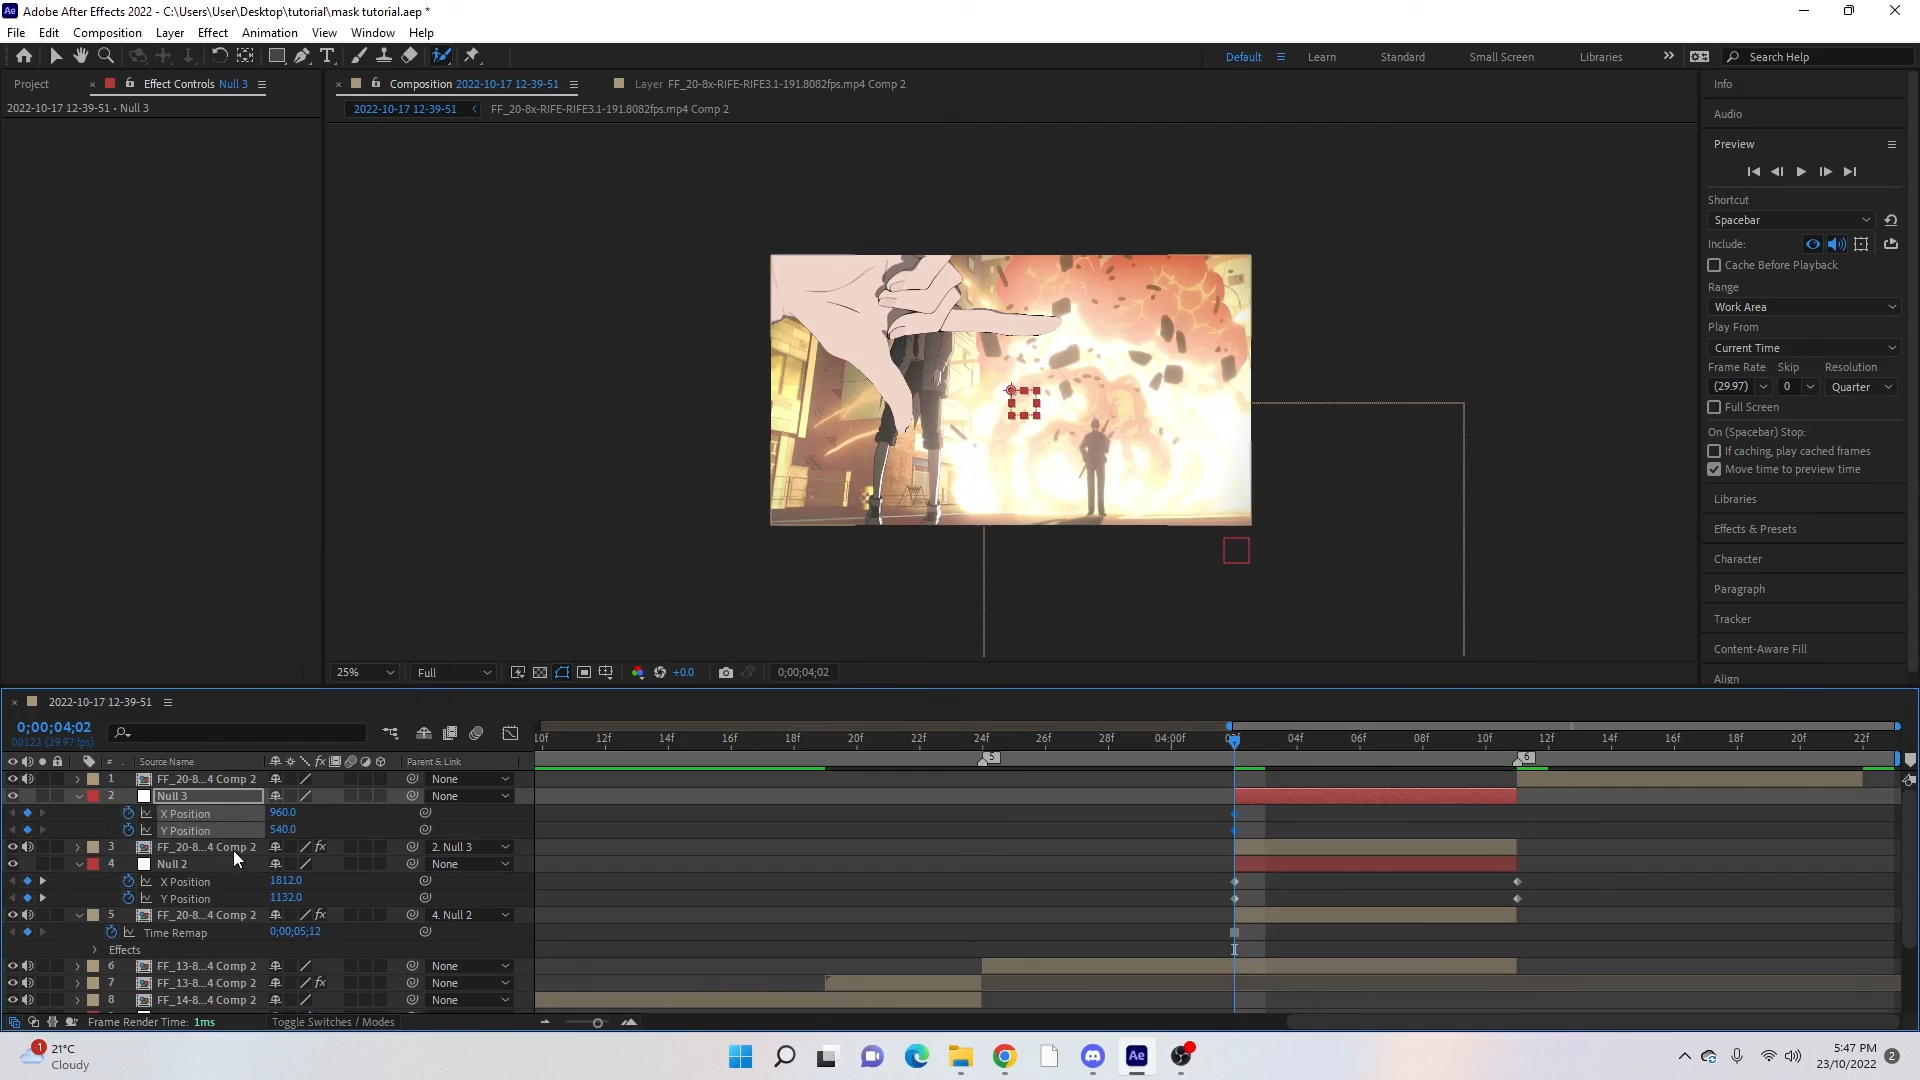 Ae Adobe After Effects 2022 - C:\Users\User\Desktop\tutorial\mask tutorial.aep *
File Edit Composition Layer Effect Animation View Window Help
Default Learn Standard Small Screen Libraries Search Help
Project Effect Controls Null 3
2022-10-17 12-39-51 • Null 3
Composition 2022-10-17 12-39-51 Layer FF_20-8x-RIFE-RIFE3.1-191.8082fps.mp4 Comp 2
2022-10-17 12-39-51 FF_20-8x-RIFE-RIFE3.1-191.8082fps.mp4 Comp 2
Info
Audio
Preview
Shortcut
Spacebar
Include:
Cache Before Playback
Range
Work Area
Play From
Current Time
Frame Rate Skip Resolution
(29.97) 0 Quarter
Full Screen
On (Spacebar) Stop:
If caching, play cached frames
Move time to preview time
Libraries
Effects & Presets
Character
Paragraph
Tracker
Content-Aware Fill
Align
25% Full +0.0 0;00;04;02
2022-10-17 12-39-51
0;00;04;02
00122 (29.97 fps)
10f 12f 14f 16f 18f 20f 22f 24f 26f 28f 04:00f 04f 06f 08f 10f 12f 14f 16f 18f 20f 22f
# Source Name fx Parent & Link 5 6
1 FF_20-8...4 Comp 2 None
2 Null 3 None
X Position 960.0
Y Position 540.0
3 FF_20-8...4 Comp 2 fx 2. Null 3
4 Null 2 None
X Position 1812.0
Y Position 1132.0
5 FF_20-8...4 Comp 2 fx 4. Null 2
Time Remap 0;00;05;12
Effects
6 FF_13-8...4 Comp 2 None
7 FF_13-8...4 Comp 2 fx None
8 FF_14-8...4 Comp 2 None
Frame Render Time: 1ms Toggle Switches / Modes
1 21°C
Cloudy
Ae
5:47 PM
23/10/2022 2